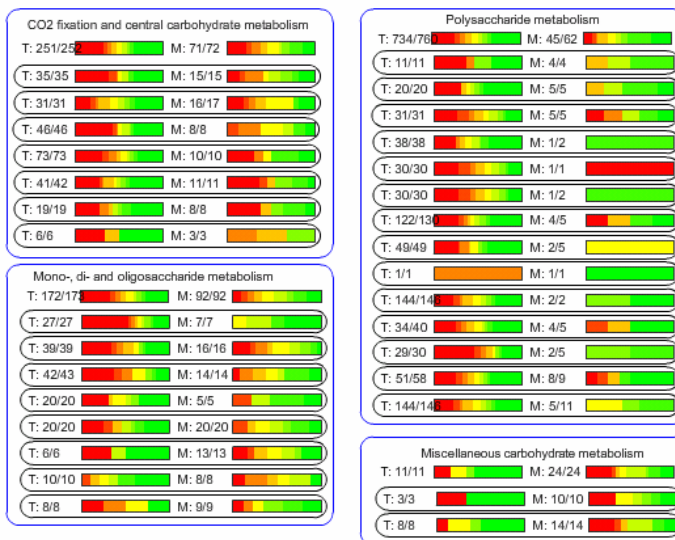 CO2 fixation and central carbohydrate metabolism
T: 251/252 M: 71/72
T: 35/35 M: 15/15
T: 31/31 M: 16/17
T: 46/46 M: 8/8
T: 73/73 M: 10/10
T: 41/42 M: 11/11
T: 19/19 M: 8/8
T: 6/6 M: 3/3
Mono-, di- and oligosaccharide metabolism
T: 172/173 M: 92/92
T: 27/27 M: 7/7
T: 39/39 M: 16/16
T: 42/43 M: 14/14
T: 20/20 M: 5/5
T: 20/20 M: 20/20
T: 6/6 M: 13/13
T: 10/10 M: 8/8
T: 8/8 M: 9/9
Polysaccharide metabolism
T: 734/760 M: 45/62
T: 11/11 M: 4/4
T: 20/20 M: 5/5
T: 31/31 M: 5/5
T: 38/38 M: 1/2
T: 30/30 M: 1/1
T: 30/30 M: 1/2
T: 122/130 M: 4/5
T: 49/49 M: 2/5
T: 1/1 M: 1/1
T: 144/146 M: 2/2
T: 34/40 M: 4/5
T: 29/30 M: 2/5
T: 51/58 M: 8/9
T: 144/146 M: 5/11
Miscellaneous carbohydrate metabolism
T: 11/11 M: 24/24
T: 3/3 M: 10/10
T: 8/8 M: 14/14